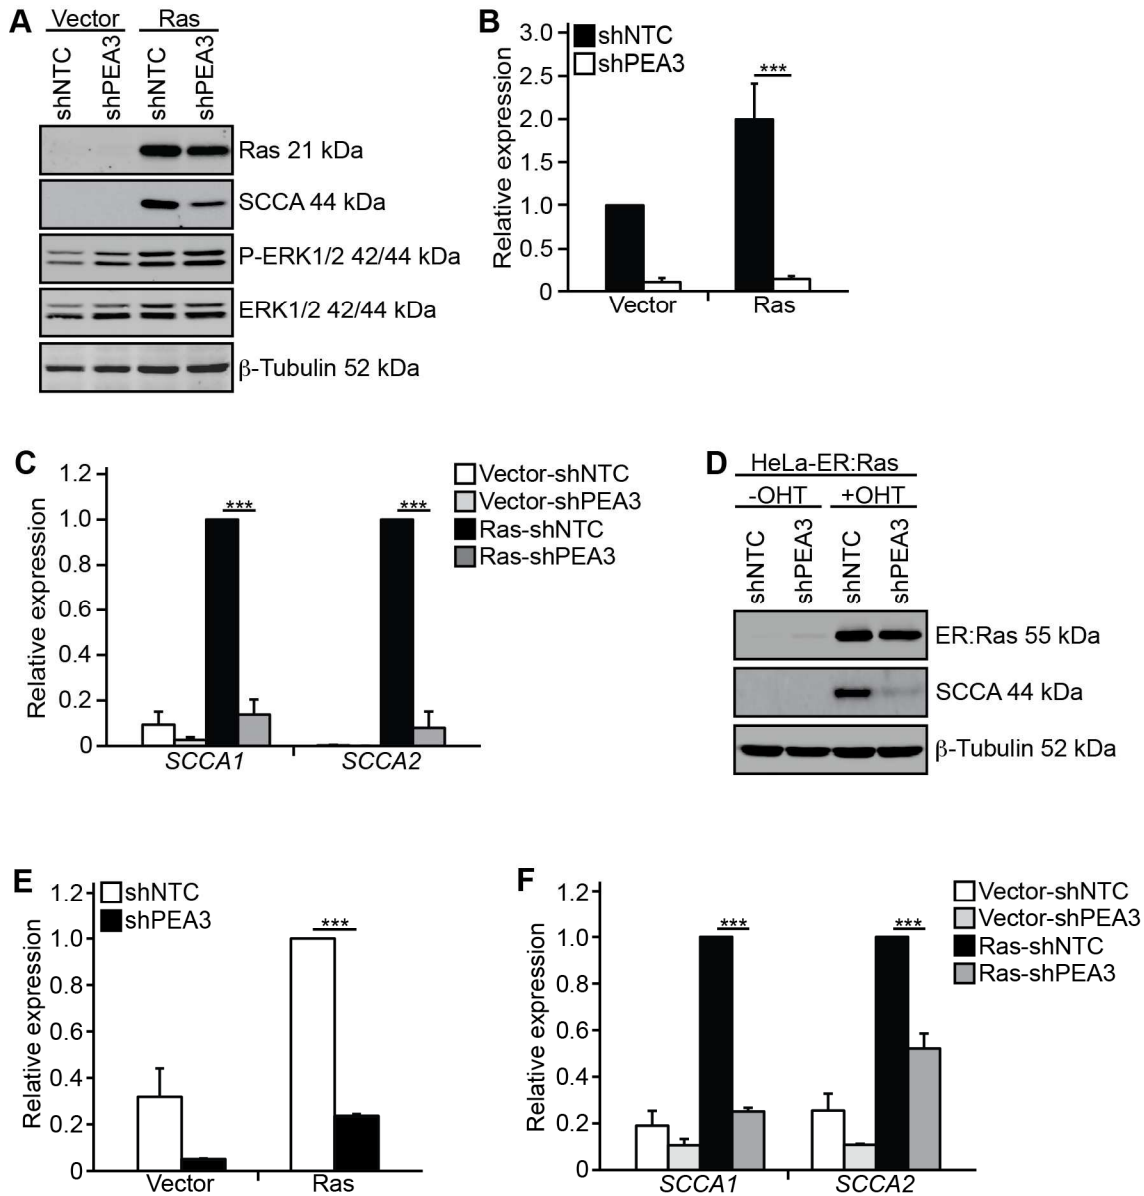 A
Vector Ras
shNTC shPEA3 shNTC shPEA3
Ras 21 kDa
SCCA 44 kDa
P-ERK1/2 42/44 kDa
ERK1/2 42/44 kDa
β-Tubulin 52 kDa
B
shNTC
shPEA3
***
Relative expression
3.0
2.5
2.0
1.5
1.0
0.5
0
Vector Ras
C
Relative expression
1.2
1.0
0.8
0.6
0.4
0.2
0
*** ***
SCCA1 SCCA2
Vector-shNTC
Vector-shPEA3
Ras-shNTC
Ras-shPEA3
D
HeLa-ER:Ras
-OHT +OHT
shNTC shPEA3 shNTC shPEA3
ER:Ras 55 kDa
SCCA 44 kDa
β-Tubulin 52 kDa
E
shNTC
shPEA3
***
Relative expression
1.2
1.0
0.8
0.6
0.4
0.2
0
Vector Ras
F
Relative expression
1.2
1.0
0.8
0.6
0.4
0.2
0
*** ***
SCCA1 SCCA2
Vector-shNTC
Vector-shPEA3
Ras-shNTC
Ras-shPEA3